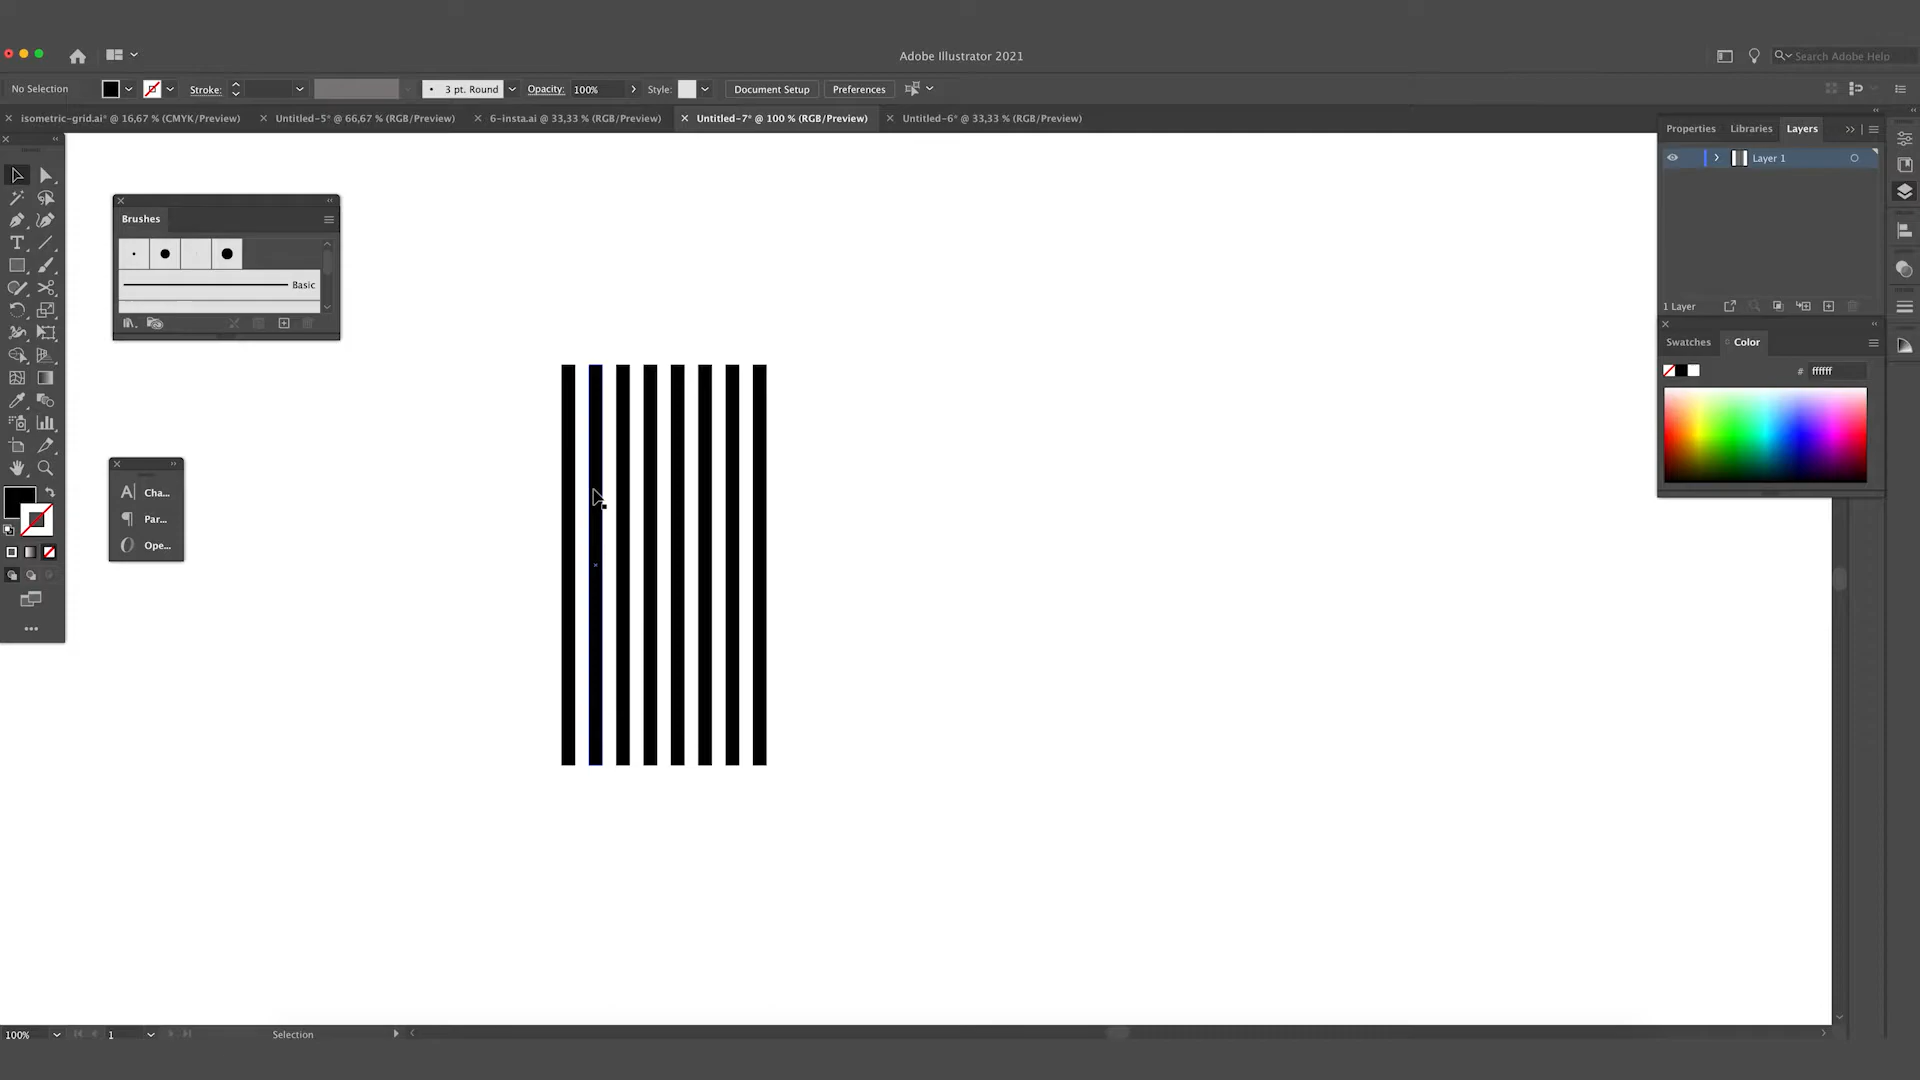 Adobe Illustrator 2021
Search Adobe Help
No Selection
Stroke:
3 pt. Round
Opacity:
100%
Style:
Document Setup
Preferences
isometric-grid.ai* @ 16,67 % (CMYK/Preview)
Untitled-5* @ 66,67 % (RGB/Preview)
6-insta.ai @ 33,33 % (RGB/Preview)
Untitled-7* @ 100 % (RGB/Preview)
Untitled-6* @ 33,33 % (RGB/Preview)
Properties
Libraries
Layers
Layer 1
Brushes
Basic
1 Layer
Swatches
Color
# ffffff
Cha...
Par...
Ope...
100%
1
Selection